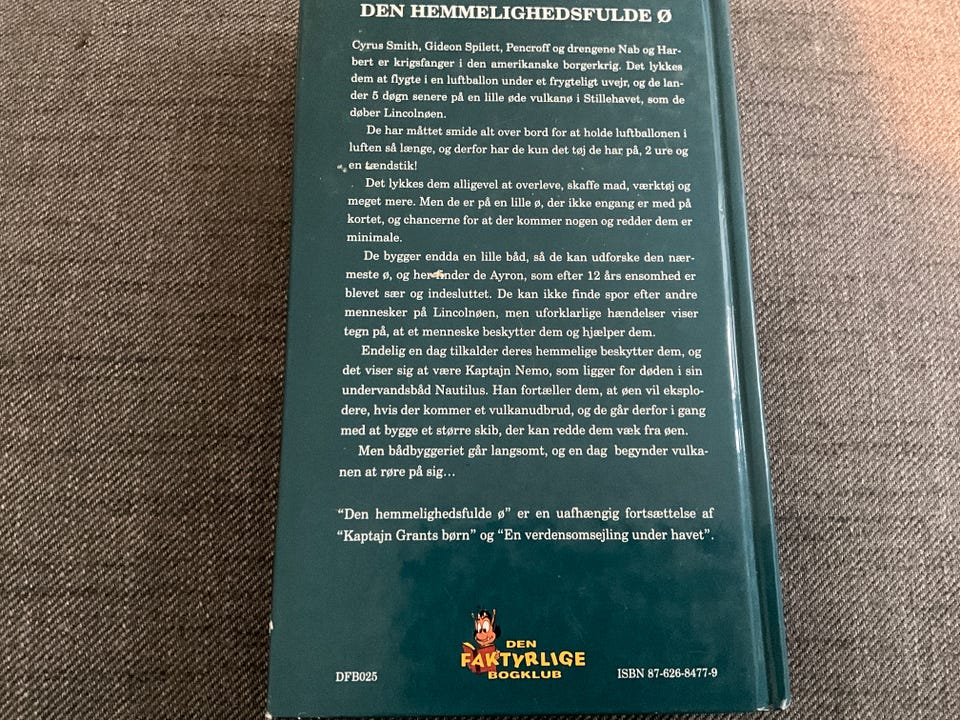 DEN HEMMELIGHEDSFULDE Ø
Cyrus Smith, Gideon Spilett, Pencroff og drengene Nab og Har-
bert er krigsfanger i den amerikanske borgerkrig. Det lykkes
dem at flygte i en luftballon under et frygteligt uvejr, og de lan-
der 5 døgn senere på en lille øde vulkanø i Stillehavet, som de
døber Lincolnøen.
De har måttet smide alt over bord for at holde luftballonen i
luften så længe, og derfor har de kun det tøj de har på, 2 ure og
en tændstik!
Det lykkes dem alligevel at overleve, skaffe mad, værktøj og
meget mere. Men de er på en lille ø, der ikke engang er med på
kortet, og chancerne for at der kommer nogen og redder dem er
minimale.
De bygger endda en lille båd, så de kan udforske den nær-
meste ø, og her finder de Ayron, som efter 12 års ensomhed er
blevet sær og indesluttet. De kan ikke finde spor efter andre
mennesker på Lincolnøen, men uforklarlige hændelser viser
tegn på, at et menneske beskytter dem og hjælper dem.
Endelig en dag tilkalder deres hemmelige beskytter dem, og
det viser sig at være Kaptajn Nemo, som ligger for døden i sin
undervandsbåd Nautilus. Han fortæller dem, at øen vil eksplo-
dere, hvis der kommer et vulkanudbrud, og de går derfor i gang
med at bygge et større skib, der kan redde dem væk fra øen.
Men bådbyggeriet går langsomt, og en dag begynder vulka-
nen at røre på sig...
"Den hemmelighedsfulde ø" er en uafhængig fortsættelse af
"Kaptajn Grants børn" og "En verdensomsejling under havet".
DEN
FAKTYRLIGE
BOGKLUB
DFB025
ISBN 87-626-8477-9